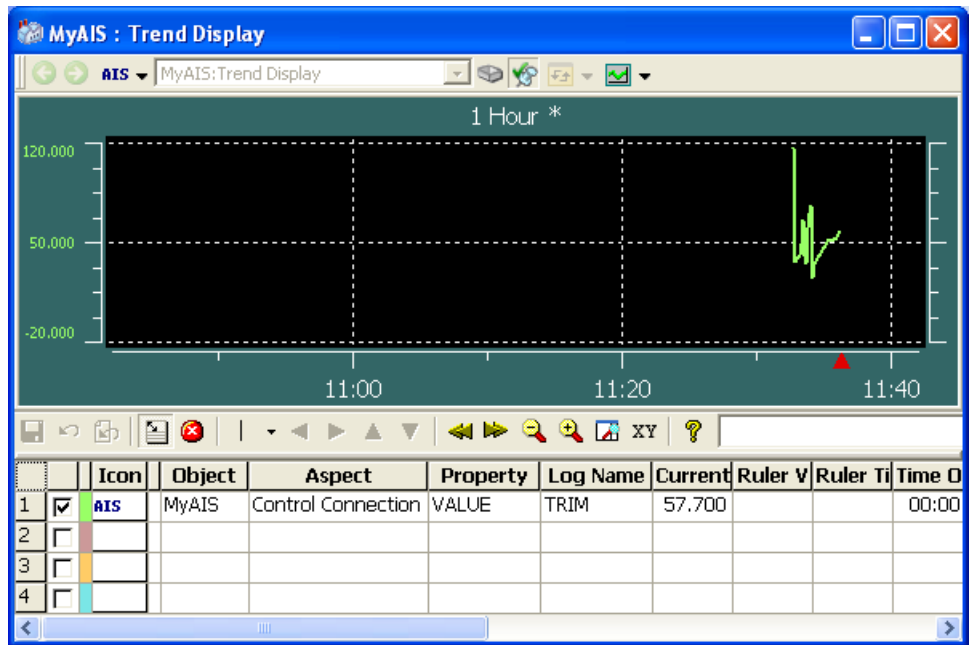 MyAIS : Trend Display
AIS MyAIS:Trend Display
1 Hour *
120.000
50.000
-20.000
11:00 11:20 11:40
XY ?
Icon Object Aspect Property Log Name Current Ruler V Ruler Ti Time O
1 AIS MyAIS Control Connection VALUE TRIM 57.700 00:00
2
3
4